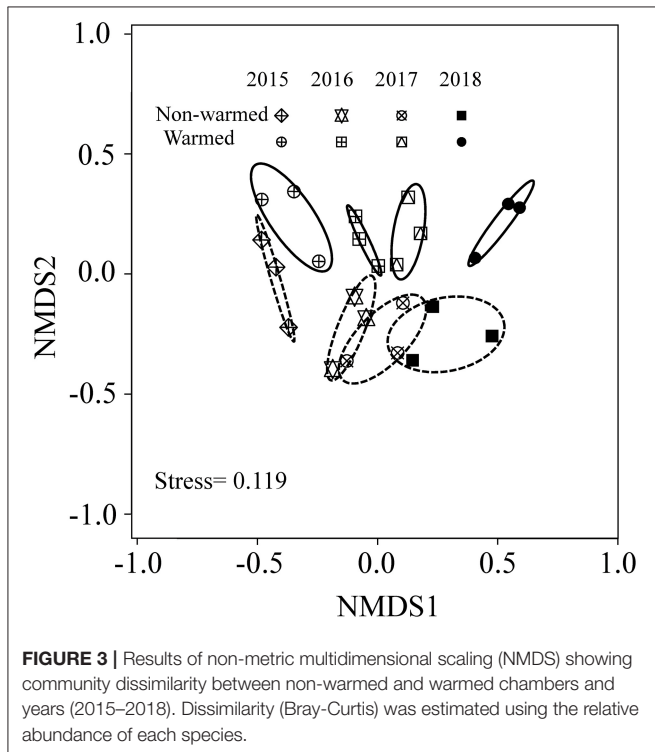 1.0
2015 2016 2017 2018
Non-warmed
Warmed
0.5
0.0
NMDS2
-0.5
Stress= 0.119
-1.0
-1.0 -0.5 0.0 0.5 1.0
NMDS1
FIGURE 3 | Results of non-metric multidimensional scaling (NMDS) showing
community dissimilarity between non-warmed and warmed chambers and
years (2015–2018). Dissimilarity (Bray-Curtis) was estimated using the relative
abundance of each species.